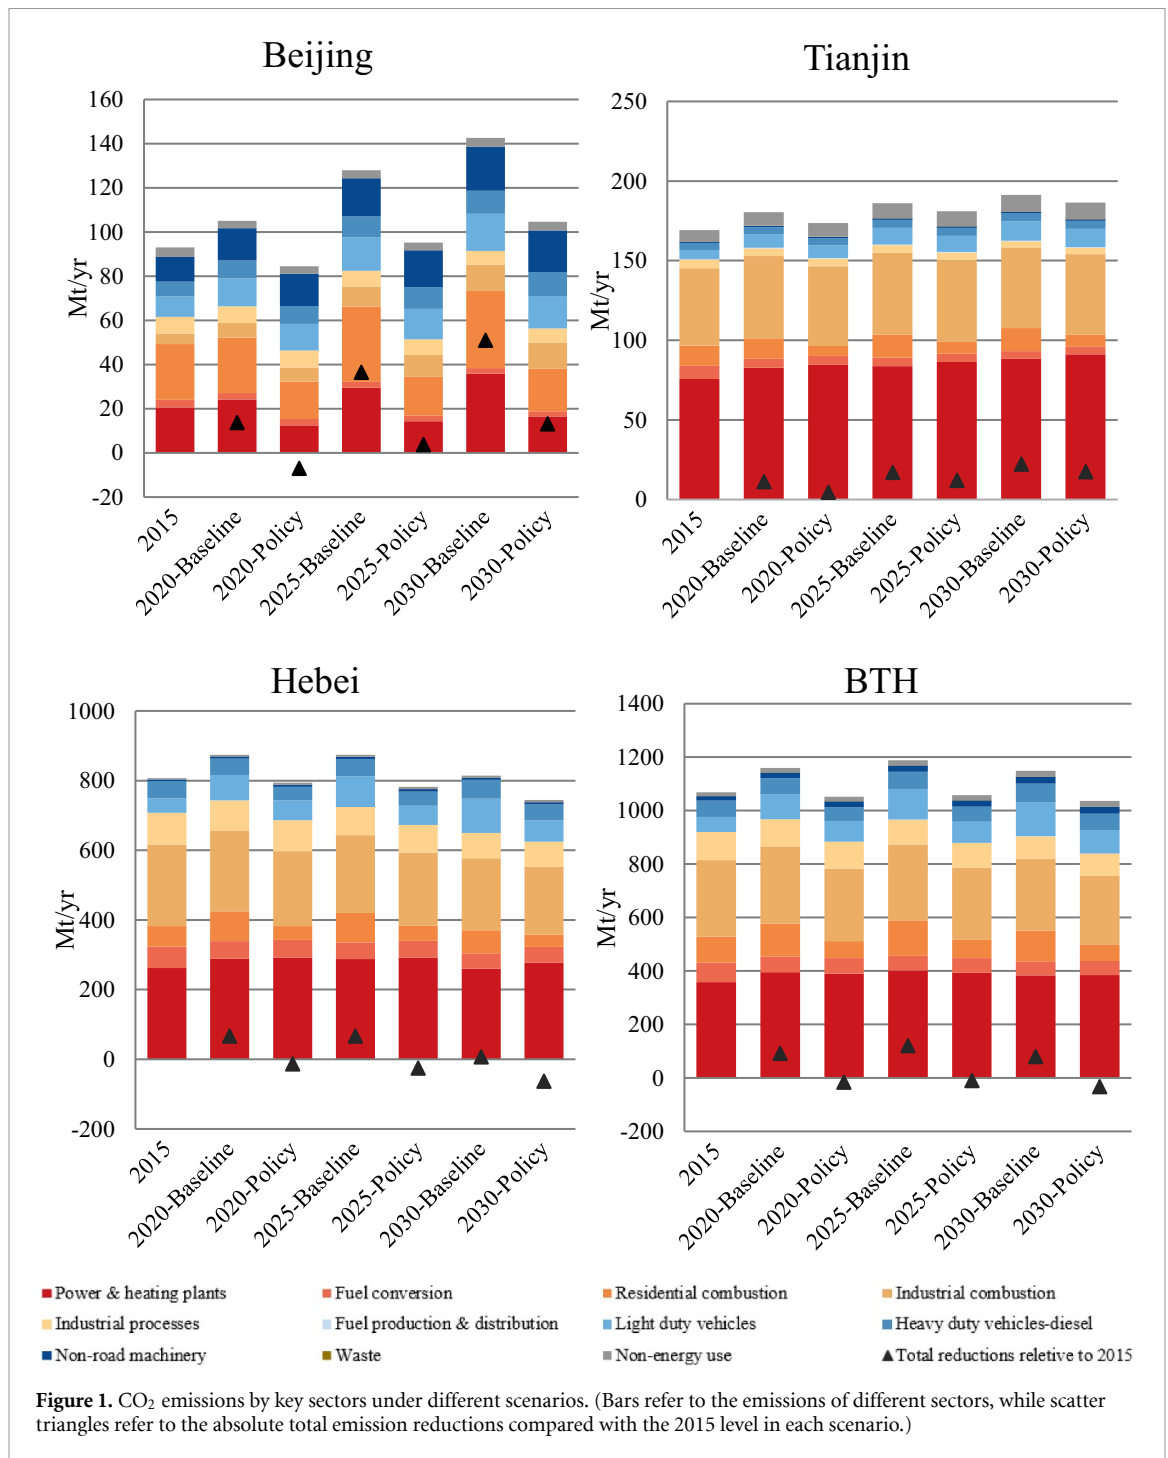 Beijing
160
140
120
100
80
60
40
20
0
-20
Mt/yr
2015
2020-Baseline
2020-Policy
2025-Baseline
2025-Policy
2030-Baseline
2030-Policy
Tianjin
250
200
150
100
50
0
Mt/yr
2015
2020-Baseline
2020-Policy
2025-Baseline
2025-Policy
2030-Baseline
2030-Policy
Hebei
1000
800
600
400
200
0
-200
Mt/yr
2015
2020-Baseline
2020-Policy
2025-Baseline
2025-Policy
2030-Baseline
2030-Policy
BTH
1400
1200
1000
800
600
400
200
0
-200
Mt/yr
2015
2020-Baseline
2020-Policy
2025-Baseline
2025-Policy
2030-Baseline
2030-Policy
Power & heating plants
Fuel conversion
Residential combustion
Industrial combustion
Industrial processes
Fuel production & distribution
Light duty vehicles
Heavy duty vehicles-diesel
Non-road machinery
Waste
Non-energy use
Total reductions reletive to 2015
Figure 1. CO₂ emissions by key sectors under different scenarios. (Bars refer to the emissions of different sectors, while scatter
triangles refer to the absolute total emission reductions compared with the 2015 level in each scenario.)